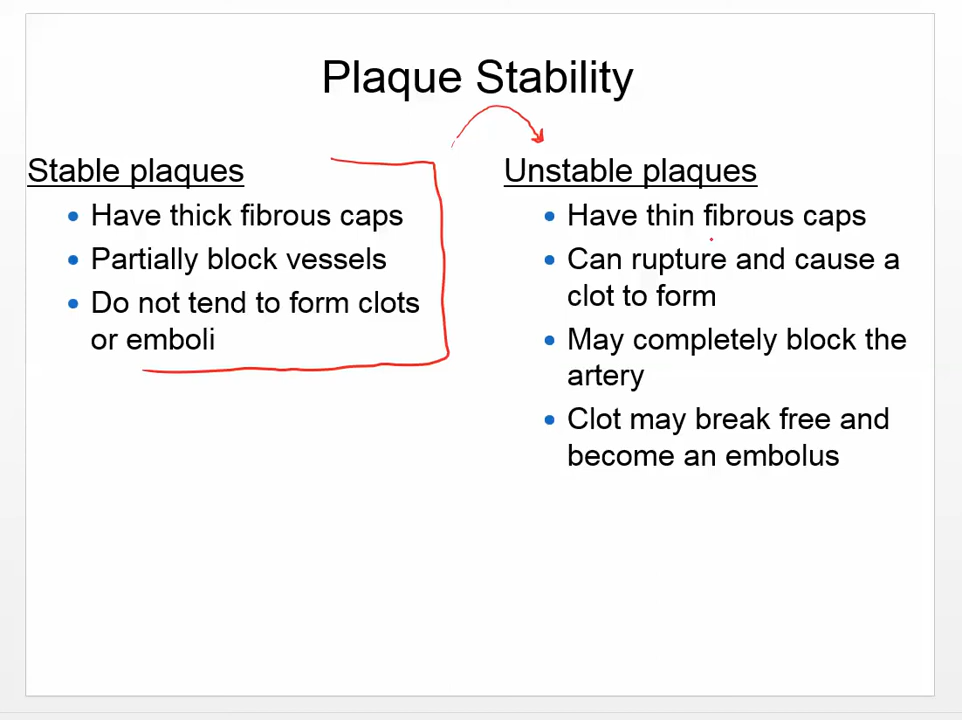 Plaque Stability
Stable plaques
• Have thick fibrous caps
• Partially block vessels
• Do not tend to form clots
or emboli
Unstable plaques
• Have thin fibrous caps
• Can rupture and cause a
clot to form
• May completely block the
artery
• Clot may break free and
become an embolus